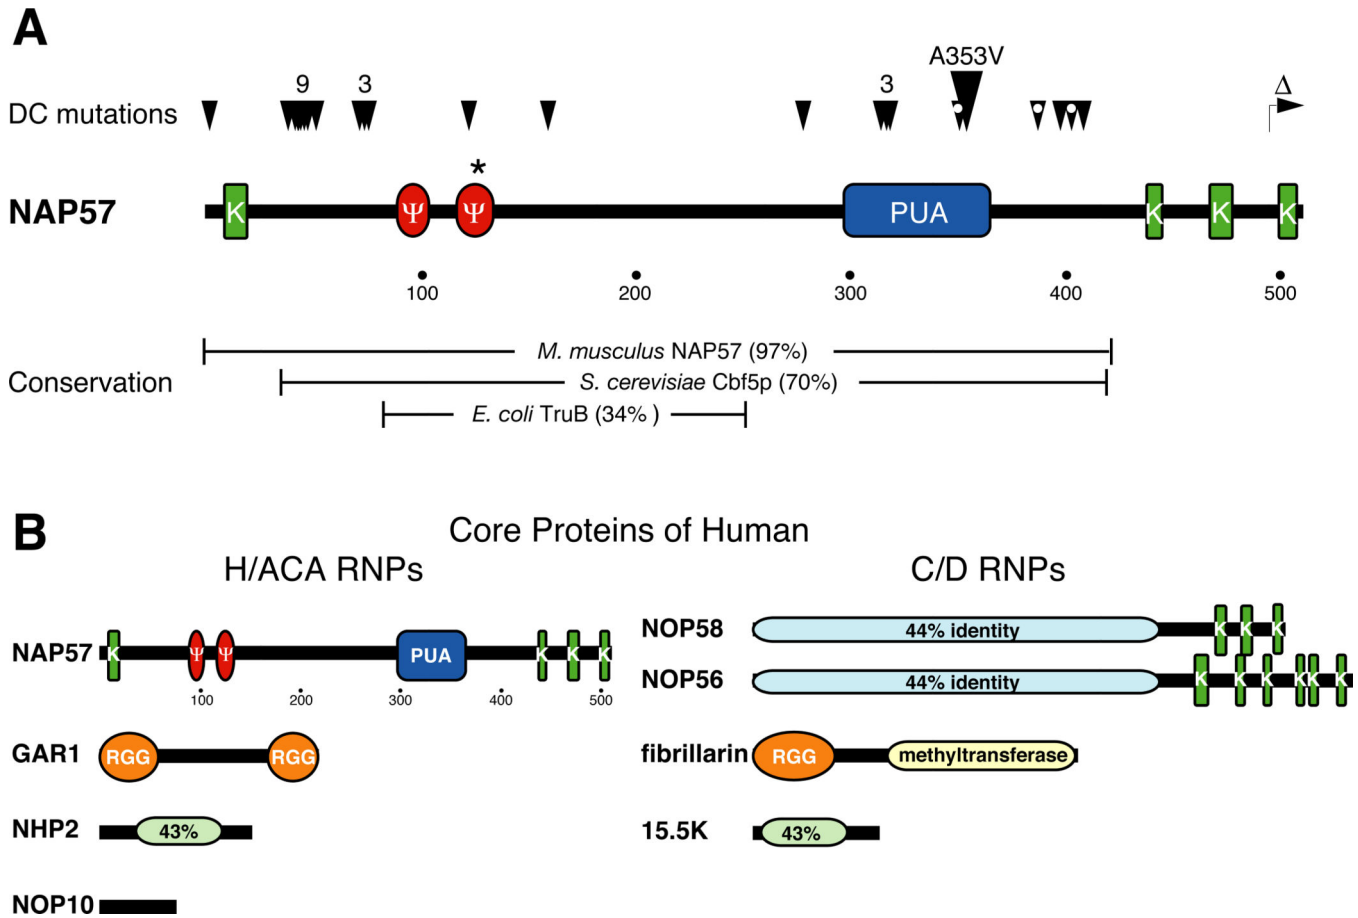 A
A353V
9 3 3 Δ
DC mutations
*
NAP57 K Ψ Ψ PUA K K K
100 200 300 400 500
M. musculus NAP57 (97%)
Conservation S. cerevisiae Cbf5p (70%)
E. coli TruB (34% )
B
Core Proteins of Human
H/ACA RNPs C/D RNPs
NAP57 K Ψ Ψ PUA K K K
100 200 300 400 500
GAR1 RGG RGG
NHP2 43%
NOP10
NOP58 44% identity K K K
NOP56 44% identity K K K K K K
fibrillarin RGG methyltransferase
15.5K 43%